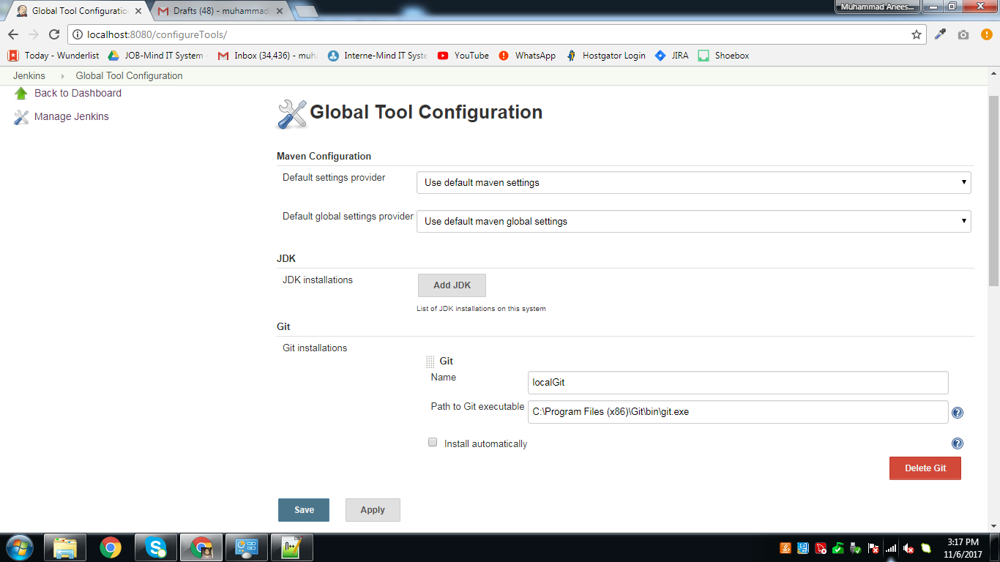 Global Tool Configuration
Drafts (48) - muhammad
Muhammad Anees...
localhost:8080/configureTools/
Today - Wunderlist
JOB-Mind IT System
Inbox (34,436) - muh
Interne-Mind IT Syste
YouTube
WhatsApp
Hostgator Login
JIRA
Shoebox
Jenkins
Global Tool Configuration
Back to Dashboard
Manage Jenkins
Global Tool Configuration
Maven Configuration
Default settings provider
Use default maven settings
Default global settings provider
Use default maven global settings
JDK
JDK installations
Add JDK
List of JDK installations on this system
Git
Git installations
Git
Name
localGit
Path to Git executable
C:\Program Files (x86)\Git\bin\git.exe
Install automatically
Delete Git
Save
Apply
3:17 PM
11/6/2017